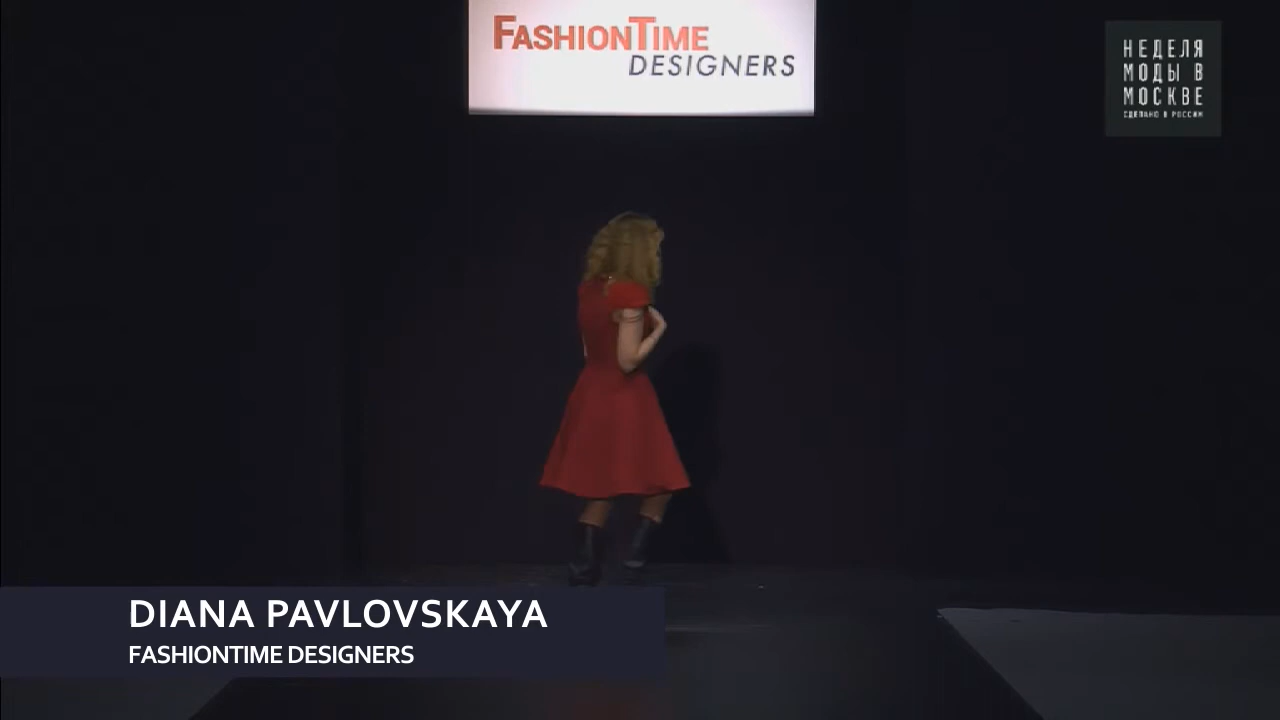 FASHIONTIME
DESIGNERS
НЕДЕЛЯ
МОДЫ В
МОСКВЕ
СДЕЛАНО В РОССИИ
DIANA PAVLOVSKAYA
FASHIONTIME DESIGNERS